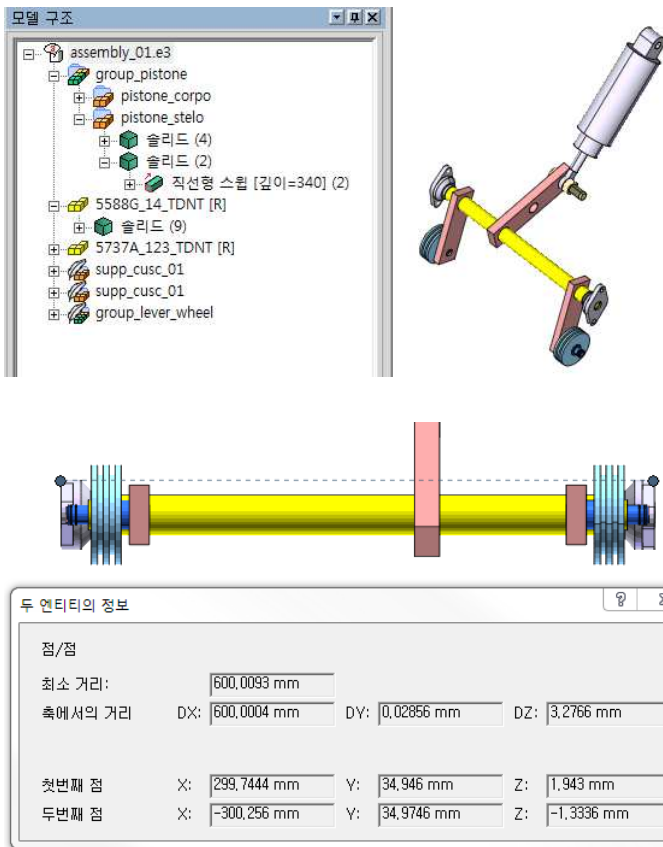 모델 구조
assembly_01.e3
group_pistone
pistone_corpo
pistone_stelo
솔리드 (4)
솔리드 (2)
직선형 스윕 [깊이=340] (2)
5588G_14_TDNT [R]
솔리드 (9)
5737A_123_TDNT [R]
supp_cusc_01
supp_cusc_01
group_lever_wheel
두 엔티티의 정보
점/점
최소 거리: 600,0093 mm
축에서의 거리 DX: 600,0004 mm DY: 0,02856 mm DZ: 3,2766 mm
첫번째 점 X: 299,7444 mm Y: 34,946 mm Z: 1,943 mm
두번째 점 X: -300,256 mm Y: 34,9746 mm Z: -1,3336 mm